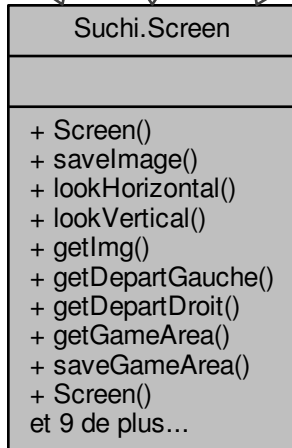 Suchi.Screen
+ Screen()
+ saveImage()
+ lookHorizontal()
+ lookVertical()
+ getImg()
+ getDepartGauche()
+ getDepartDroit()
+ getGameArea()
+ saveGameArea()
+ Screen()
et 9 de plus...